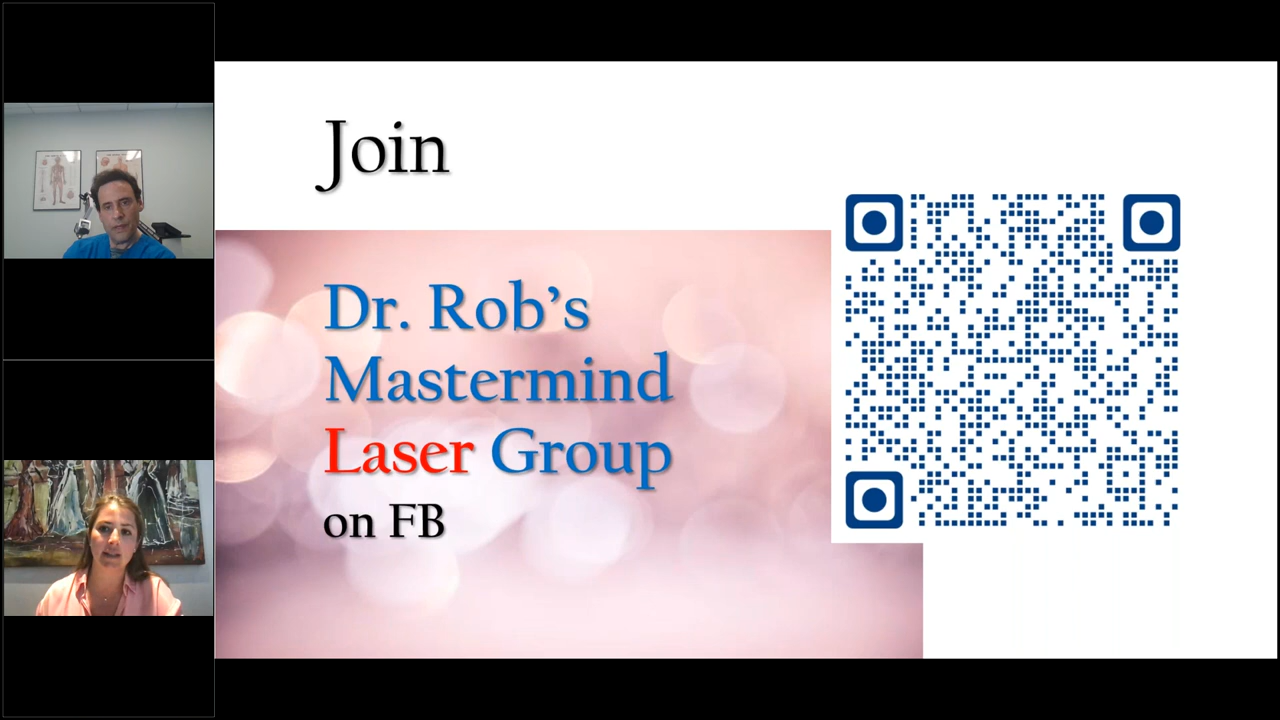 Join
Dr. Rob’s
Mastermind
Laser Group
on FB